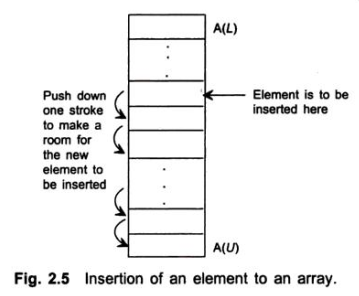 A(L)
Push down
one stroke
to make a
room for
the new
element to
be inserted
Element is to be
inserted here
A(U)
Fig. 2.5 Insertion of an element to an array.